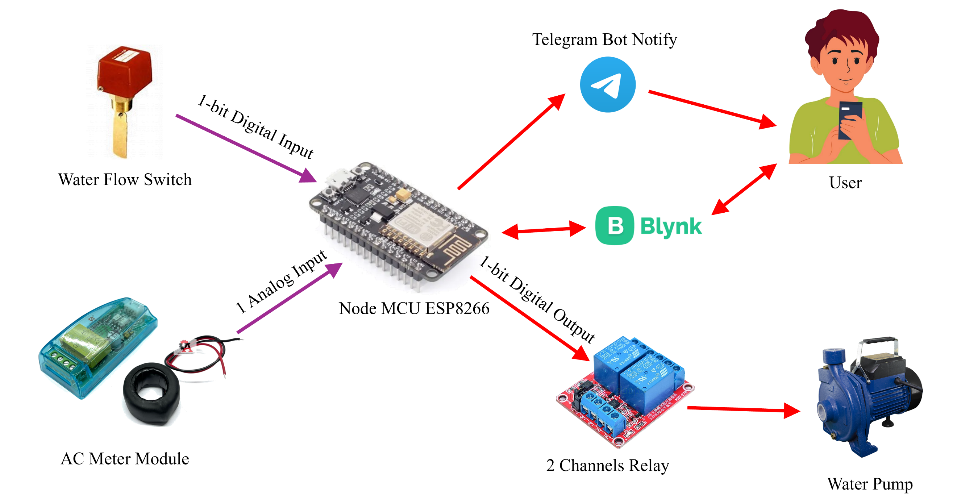 Telegram Bot Notify
1-bit Digital Input
Water Flow Switch
User
B Blynk
1 Analog Input
Node MCU ESP8266
1-bit Digital Output
AC Meter Module
2 Channels Relay
Water Pump